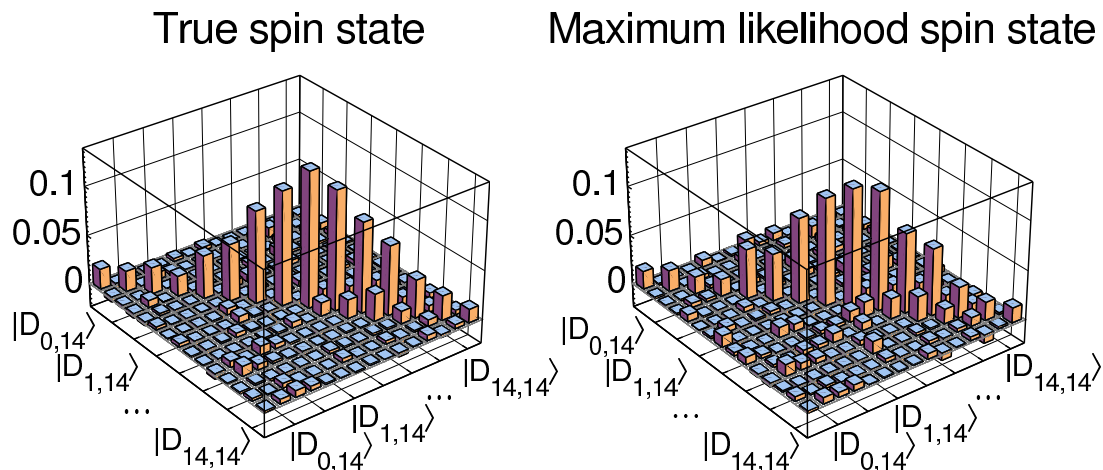 True spin state
0.1
0.05
0
|D0,14⟩
|D1,14⟩
...
|D14,14⟩
|D0,14⟩
|D1,14⟩
...
|D14,14⟩
Maximum likelihood spin state
0.1
0.05
0
|D0,14⟩
|D1,14⟩
...
|D14,14⟩
|D0,14⟩
|D1,14⟩
...
|D14,14⟩